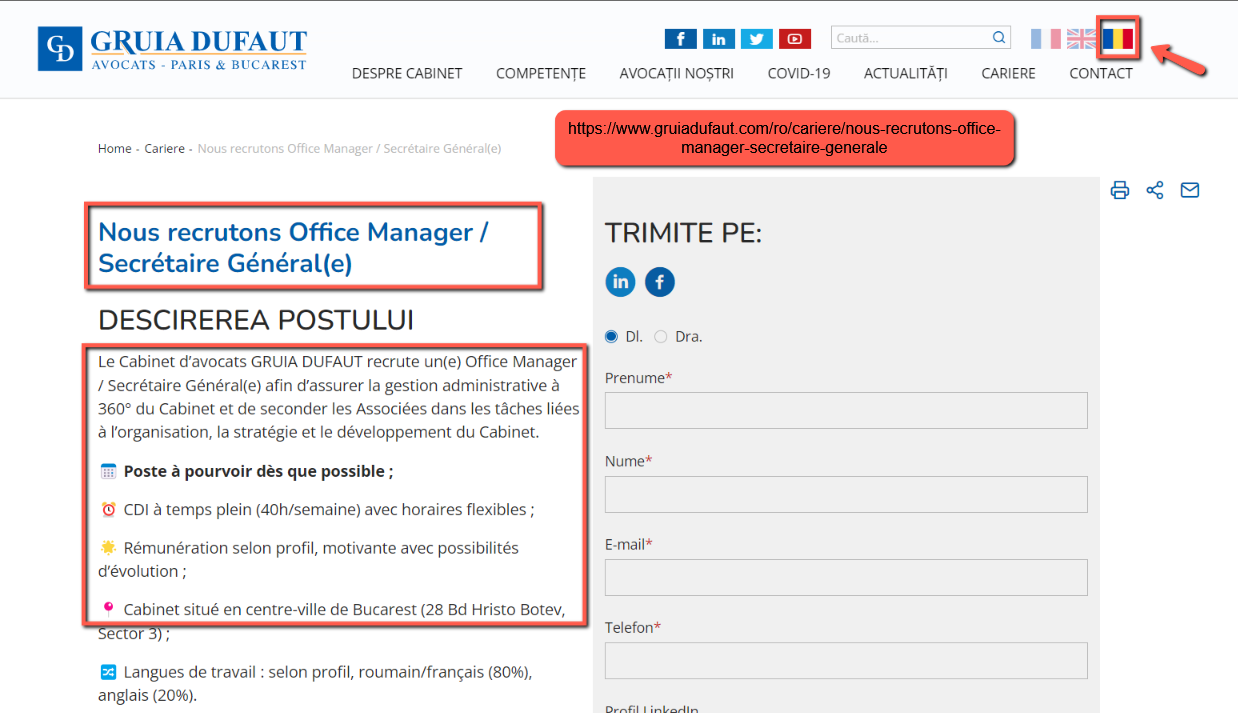 GD GRUIA DUFAUT
AVOCATS - PARIS & BUCAREST
Caută...
DESPRE CABINET COMPETENȚE AVOCAȚII NOȘTRI COVID-19 ACTUALITĂȚI CARIERE CONTACT
https://www.gruiadufaut.com/ro/cariere/nous-recrutons-office-
manager-secretaire-generale
Home - Cariere - Nous recrutons Office Manager / Secrétaire Général(e)
Nous recrutons Office Manager /
Secrétaire Général(e)
DESCIREREA POSTULUI
Le Cabinet d’avocats GRUIA DUFAUT recrute un(e) Office Manager
/ Secrétaire Général(e) afin d’assurer la gestion administrative à
360° du Cabinet et de seconder les Associées dans les tâches liées
à l’organisation, la stratégie et le développement du Cabinet.
Poste à pourvoir dès que possible ;
CDI à temps plein (40h/semaine) avec horaires flexibles ;
Rémunération selon profil, motivante avec possibilités
d’évolution ;
Cabinet situé en centre-ville de Bucarest (28 Bd Hristo Botev,
Sector 3) ;
Langues de travail : selon profil, roumain/français (80%),
anglais (20%).
TRIMITE PE:
Dl. Dra.
Prenume*
Nume*
E-mail*
Telefon*
Profil LinkedIn